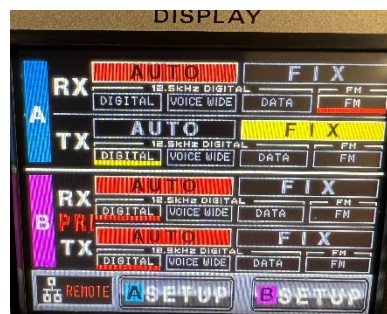 DISPLAY
A
RX
AUTO FIX
12.5kHz DIGITAL FM
DIGITAL VOICE WIDE DATA FM
TX
AUTO FIX
12.5kHz DIGITAL FM
DIGITAL VOICE WIDE DATA FM
B
PRI
RX
AUTO FIX
12.5kHz DIGITAL FM
DIGITAL VOICE WIDE DATA FM
TX
AUTO FIX
12.5kHz DIGITAL FM
DIGITAL VOICE WIDE DATA FM
REMOTE A SETUP B SETUP